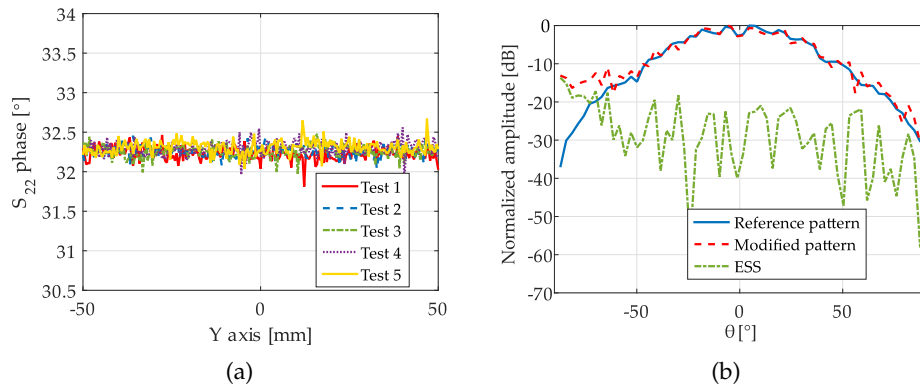 34
33.5
33
32.5
32
31.5
31
30.5
S22 phase [°]
-50
0
50
Y axis [mm]
Test 1
Test 2
Test 3
Test 4
Test 5
(a)
0
-10
-20
-30
-40
-50
-60
-70
Normalized amplitude [dB]
-50
0
50
θ [°]
Reference pattern
Modified pattern
ESS
(b)